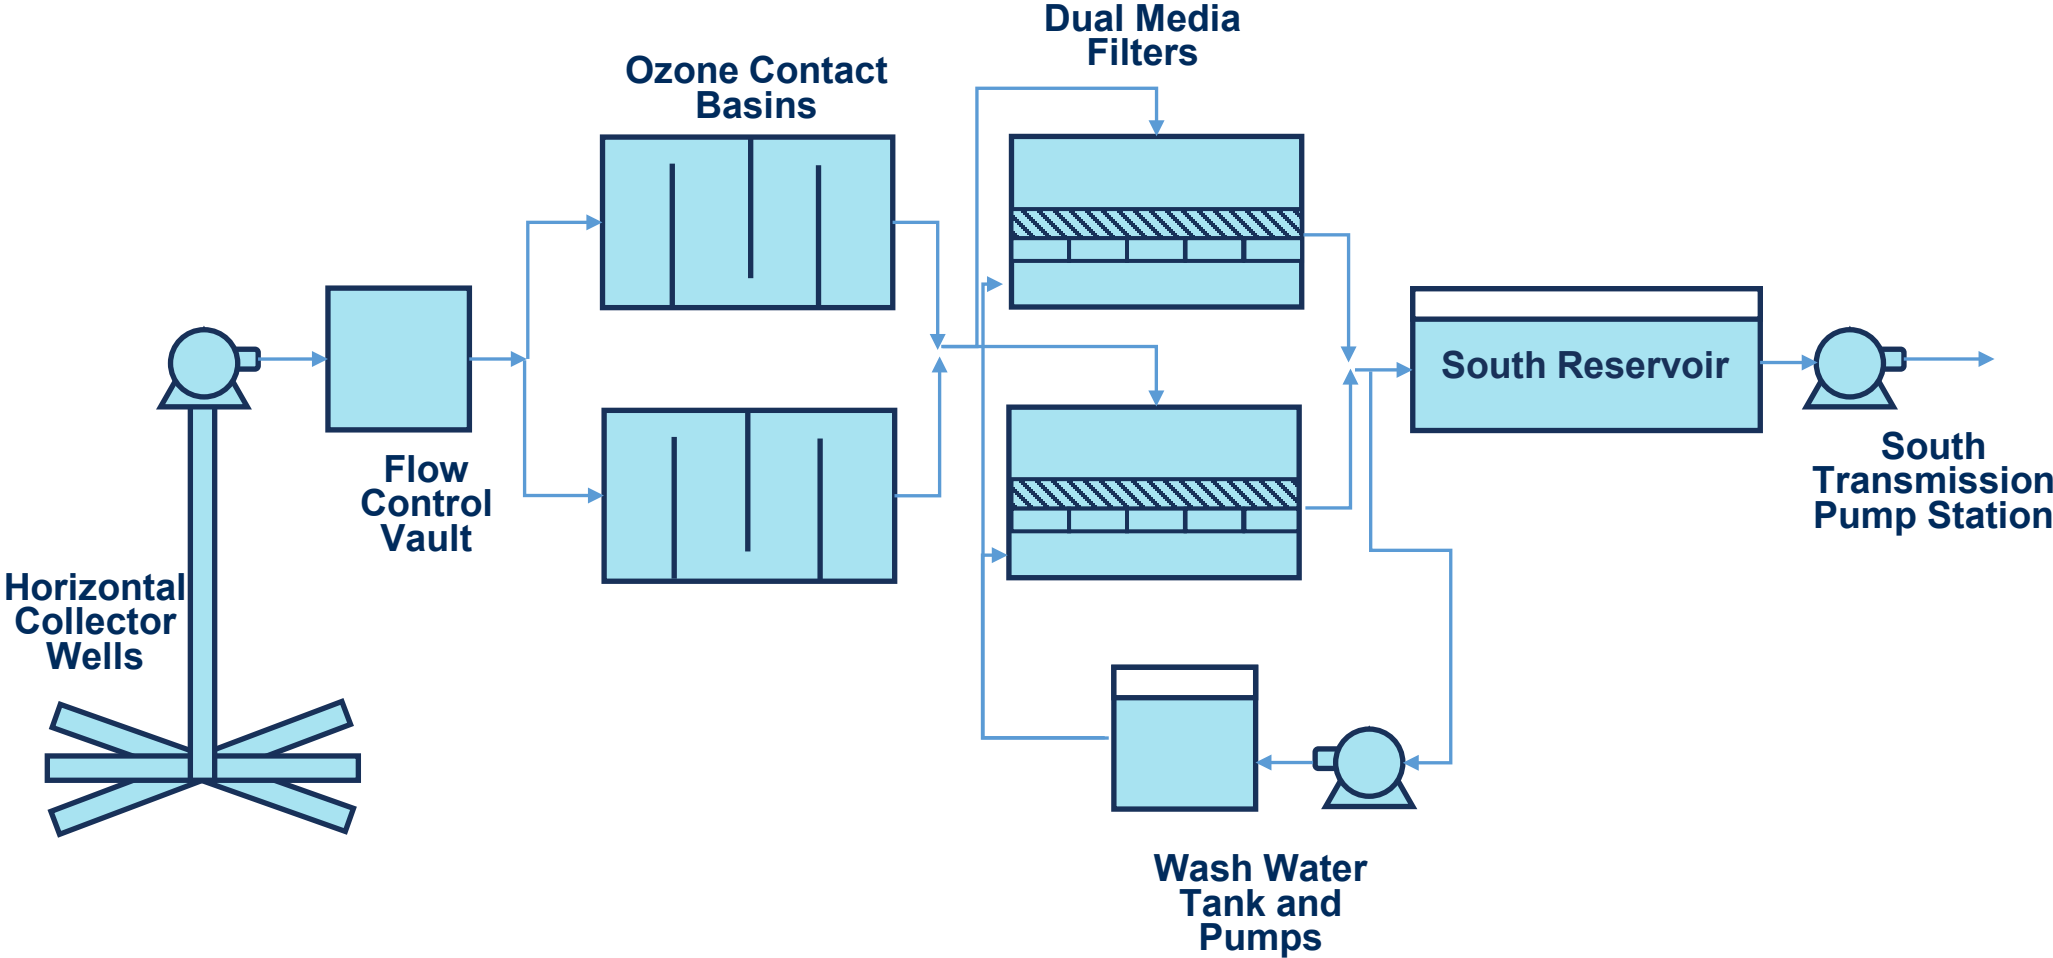 Dual Media
Filters
Ozone Contact
Basins
South Reservoir
South
Transmission
Pump Station
Flow
Control
Vault
Horizontal
Collector
Wells
Wash Water
Tank and
Pumps